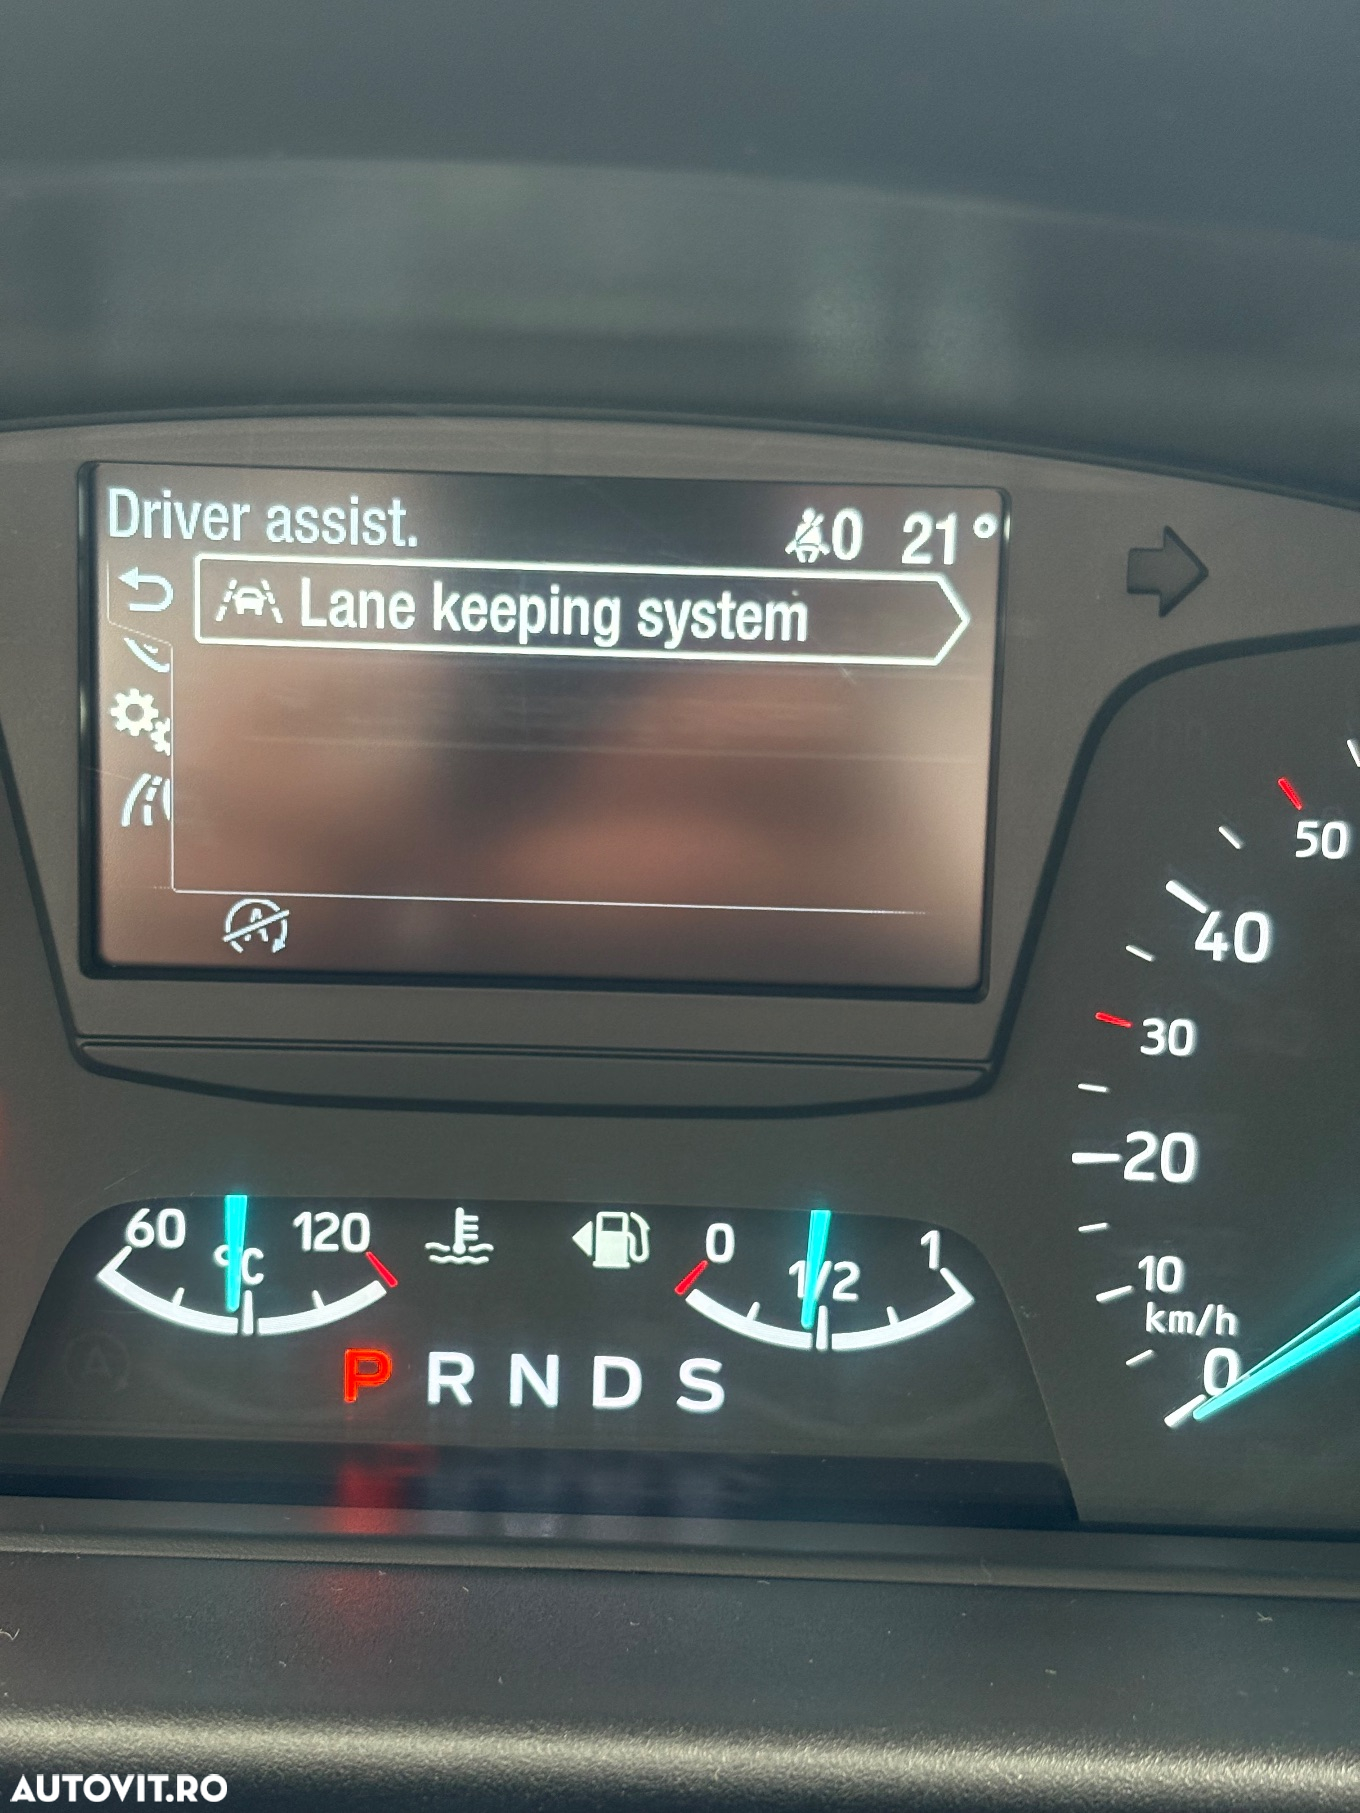 Driver assist.
0 21°
Lane keeping system
50
40
30
20
10
km/h
0
60 °C 120
0 1/2 1
P R N D S
AUTOVIT.RO